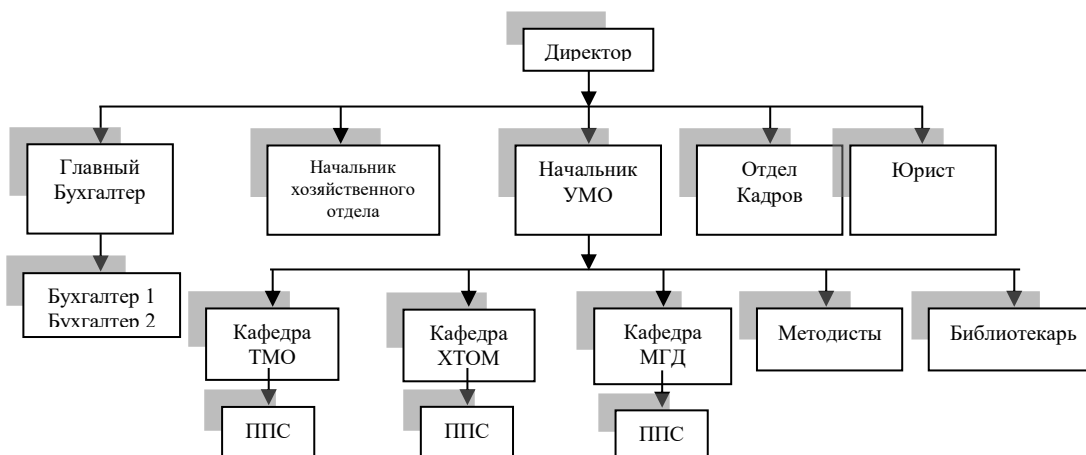 Директор
Главный
Бухгалтер
Начальник
хозяйственного
отдела
Начальник
УМО
Отдел
Кадров
Юрист
Бухгалтер 1
Бухгалтер 2
Кафедра
ТМО
Кафедра
ХТОМ
Кафедра
МГД
Методисты
Библиотекарь
ППС
ППС
ППС